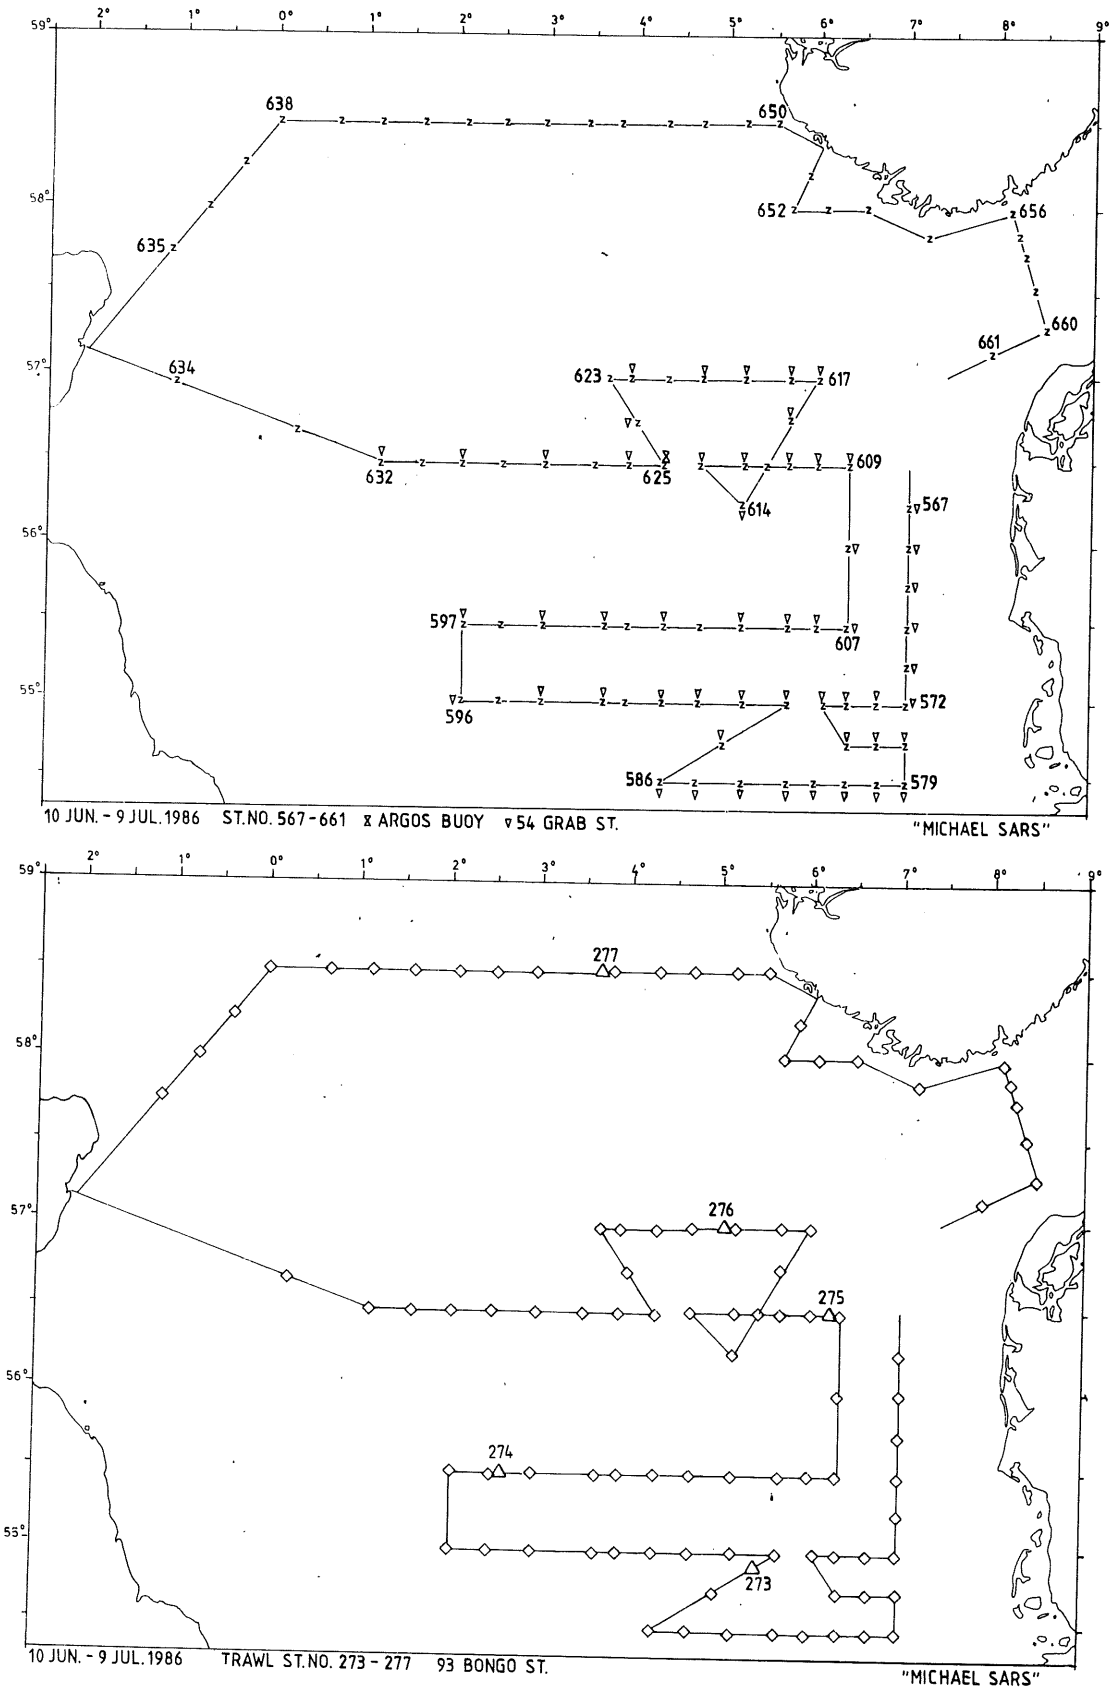 2° 1° 0° 1° 2° 3° 4° 5° 6° 7° 8° 9°
59°
638 650
58°
635 652 656
660
661
57°
634 623 617
632 625 609
614 567
56°
597
607
55°
596 572
586 579
10 JUN. - 9 JUL. 1986 ST.NO. 567-661 ARGOS BUOY 54 GRAB ST.
"MICHAEL SARS"
2° 1° 0° 1° 2° 3° 4° 5° 6° 7° 8° 9°
59°
277
58°
57°
276
275
56°
274
55°
273
10 JUN. - 9 JUL. 1986 TRAWL ST.NO. 273-277 93 BONGO ST.
"MICHAEL SARS"